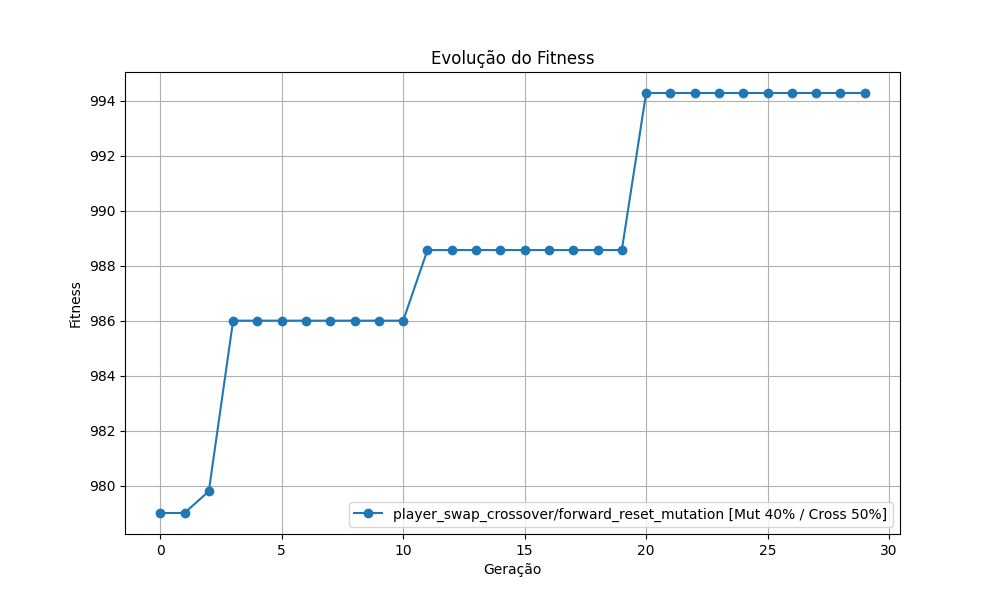 Evolução do Fitness
Fitness
994
992
990
988
986
984
982
980
player_swap_crossover/forward_reset_mutation [Mut 40% / Cross 50%]
0 5 10 15 20 25 30
Geração